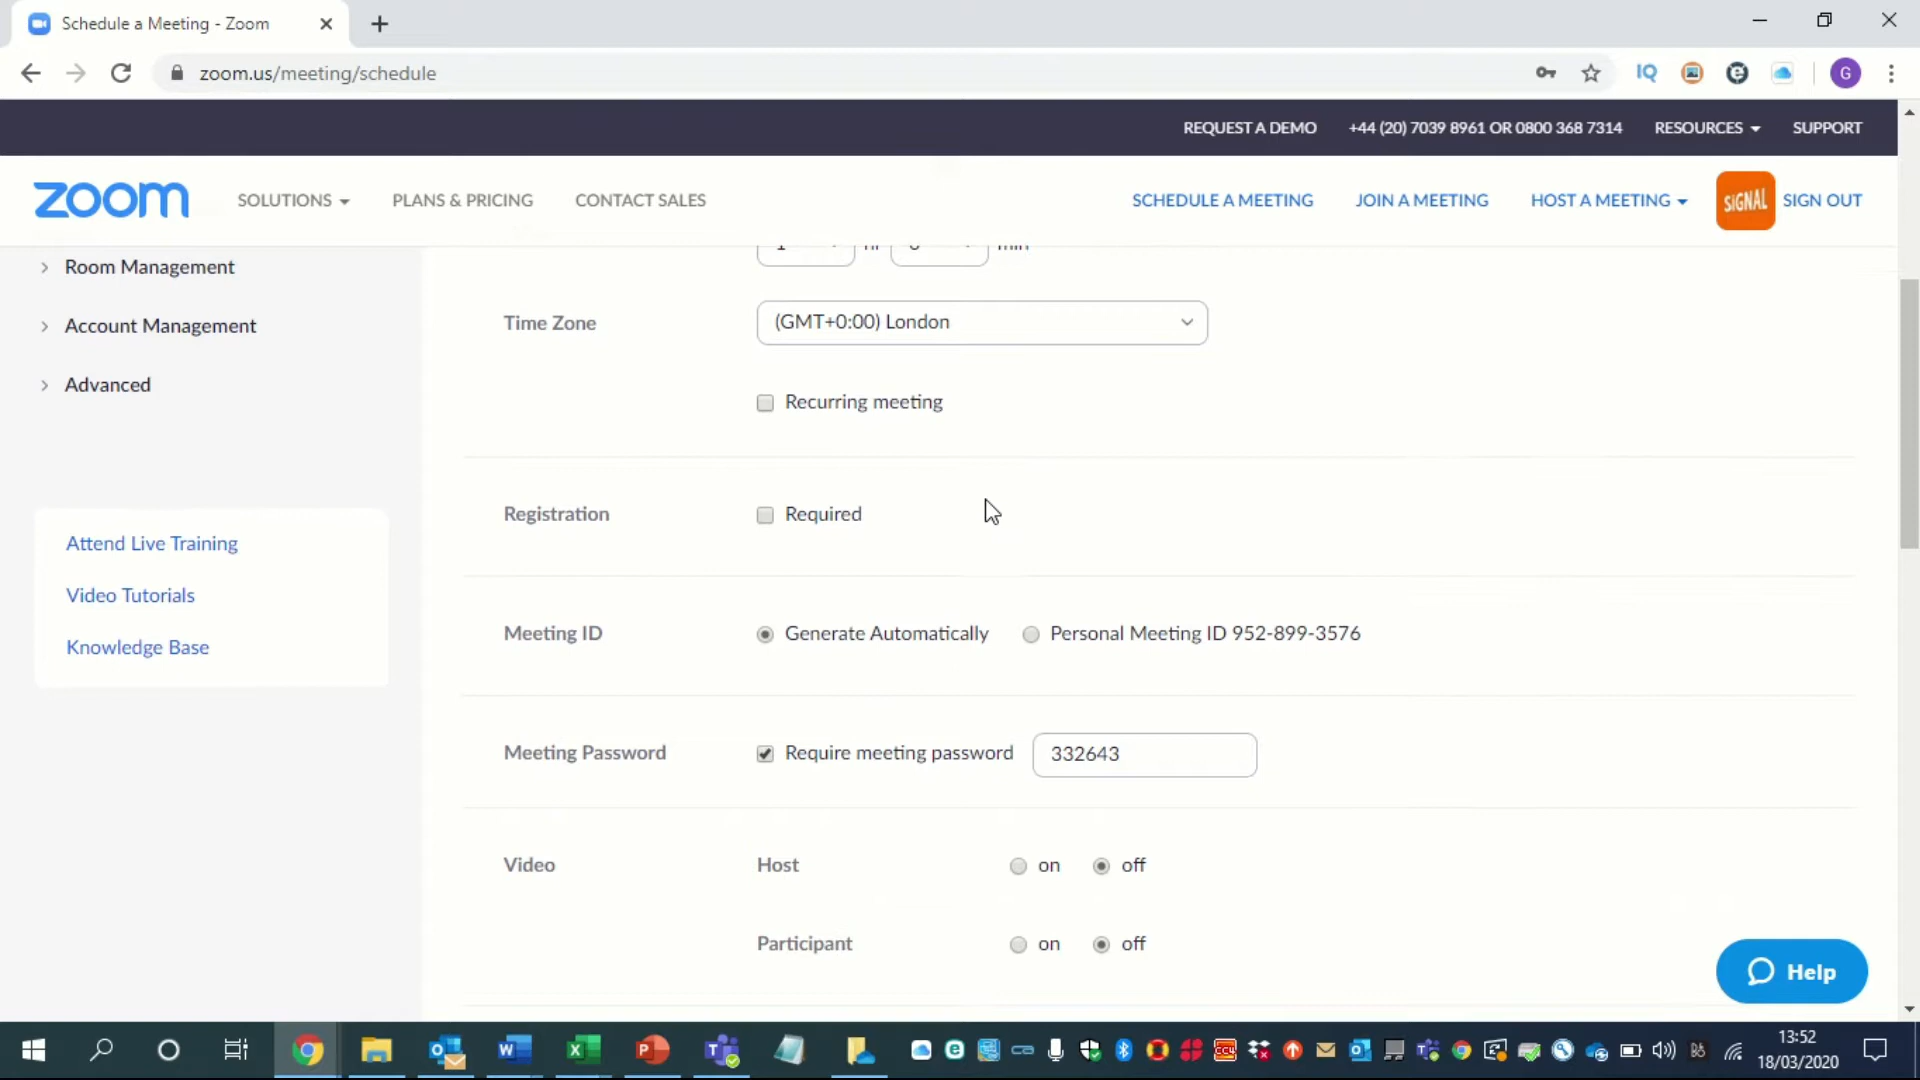 Schedule a Meeting - Zoom
zoom.us/meeting/schedule
IQ
G
REQUEST A DEMO
+44 (20) 7039 8961 OR 0800 368 7314
RESOURCES
SUPPORT
zoom
SOLUTIONS
PLANS & PRICING
CONTACT SALES
SCHEDULE A MEETING
JOIN A MEETING
HOST A MEETING
SiGNAL
SIGN OUT
hr
min
Room Management
Account Management
Advanced
Attend Live Training
Video Tutorials
Knowledge Base
Time Zone
(GMT+0:00) London
Recurring meeting
Registration
Required
Meeting ID
Generate Automatically
Personal Meeting ID 952-899-3576
Meeting Password
Require meeting password
332643
Video
Host
on
off
Participant
on
off
Help
13:52
18/03/2020